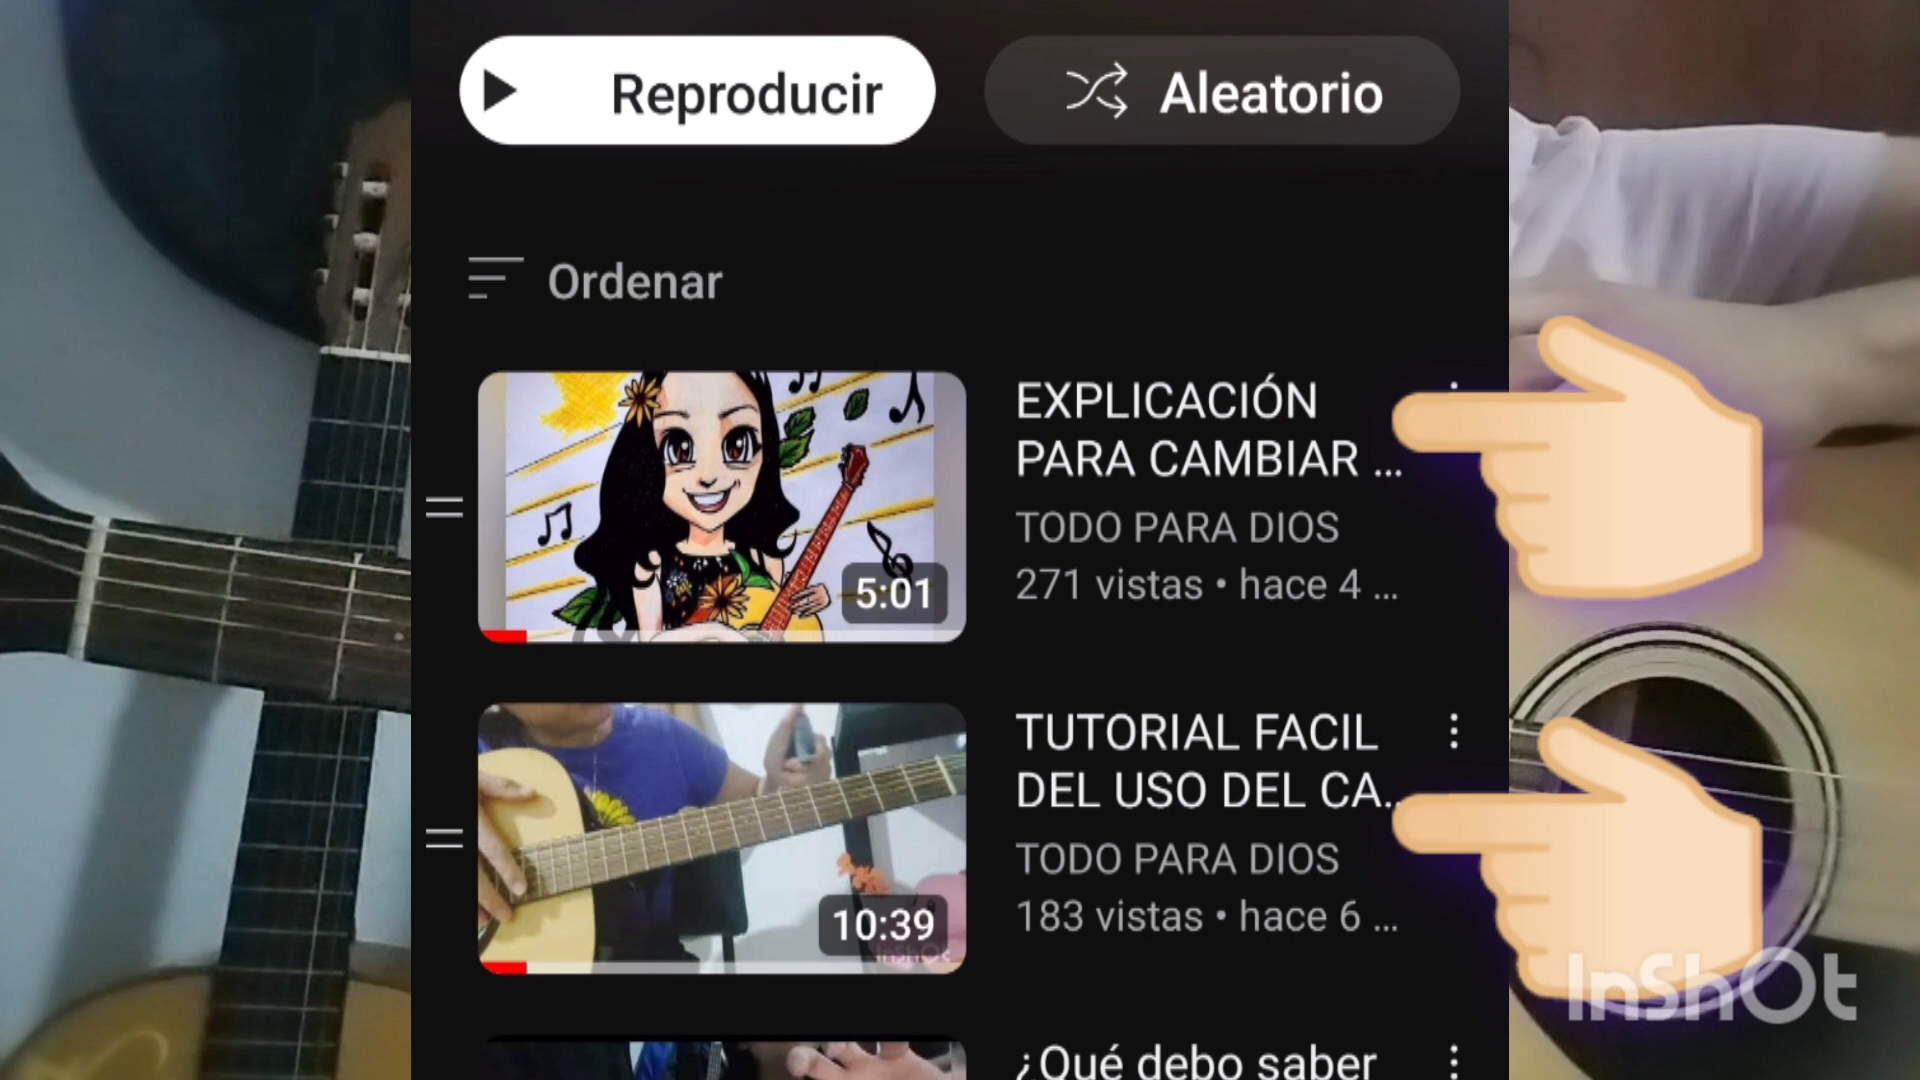 Reproducir
Aleatorio
Ordenar
EXPLICACIÓN
PARA CAMBIAR ...
TODO PARA DIOS
271 vistas • hace 4 ...
5:01
TUTORIAL FACIL
DEL USO DEL CA...
TODO PARA DIOS
183 vistas • hace 6 ...
10:39
InShOt
InShOt
¿Qué debo saber